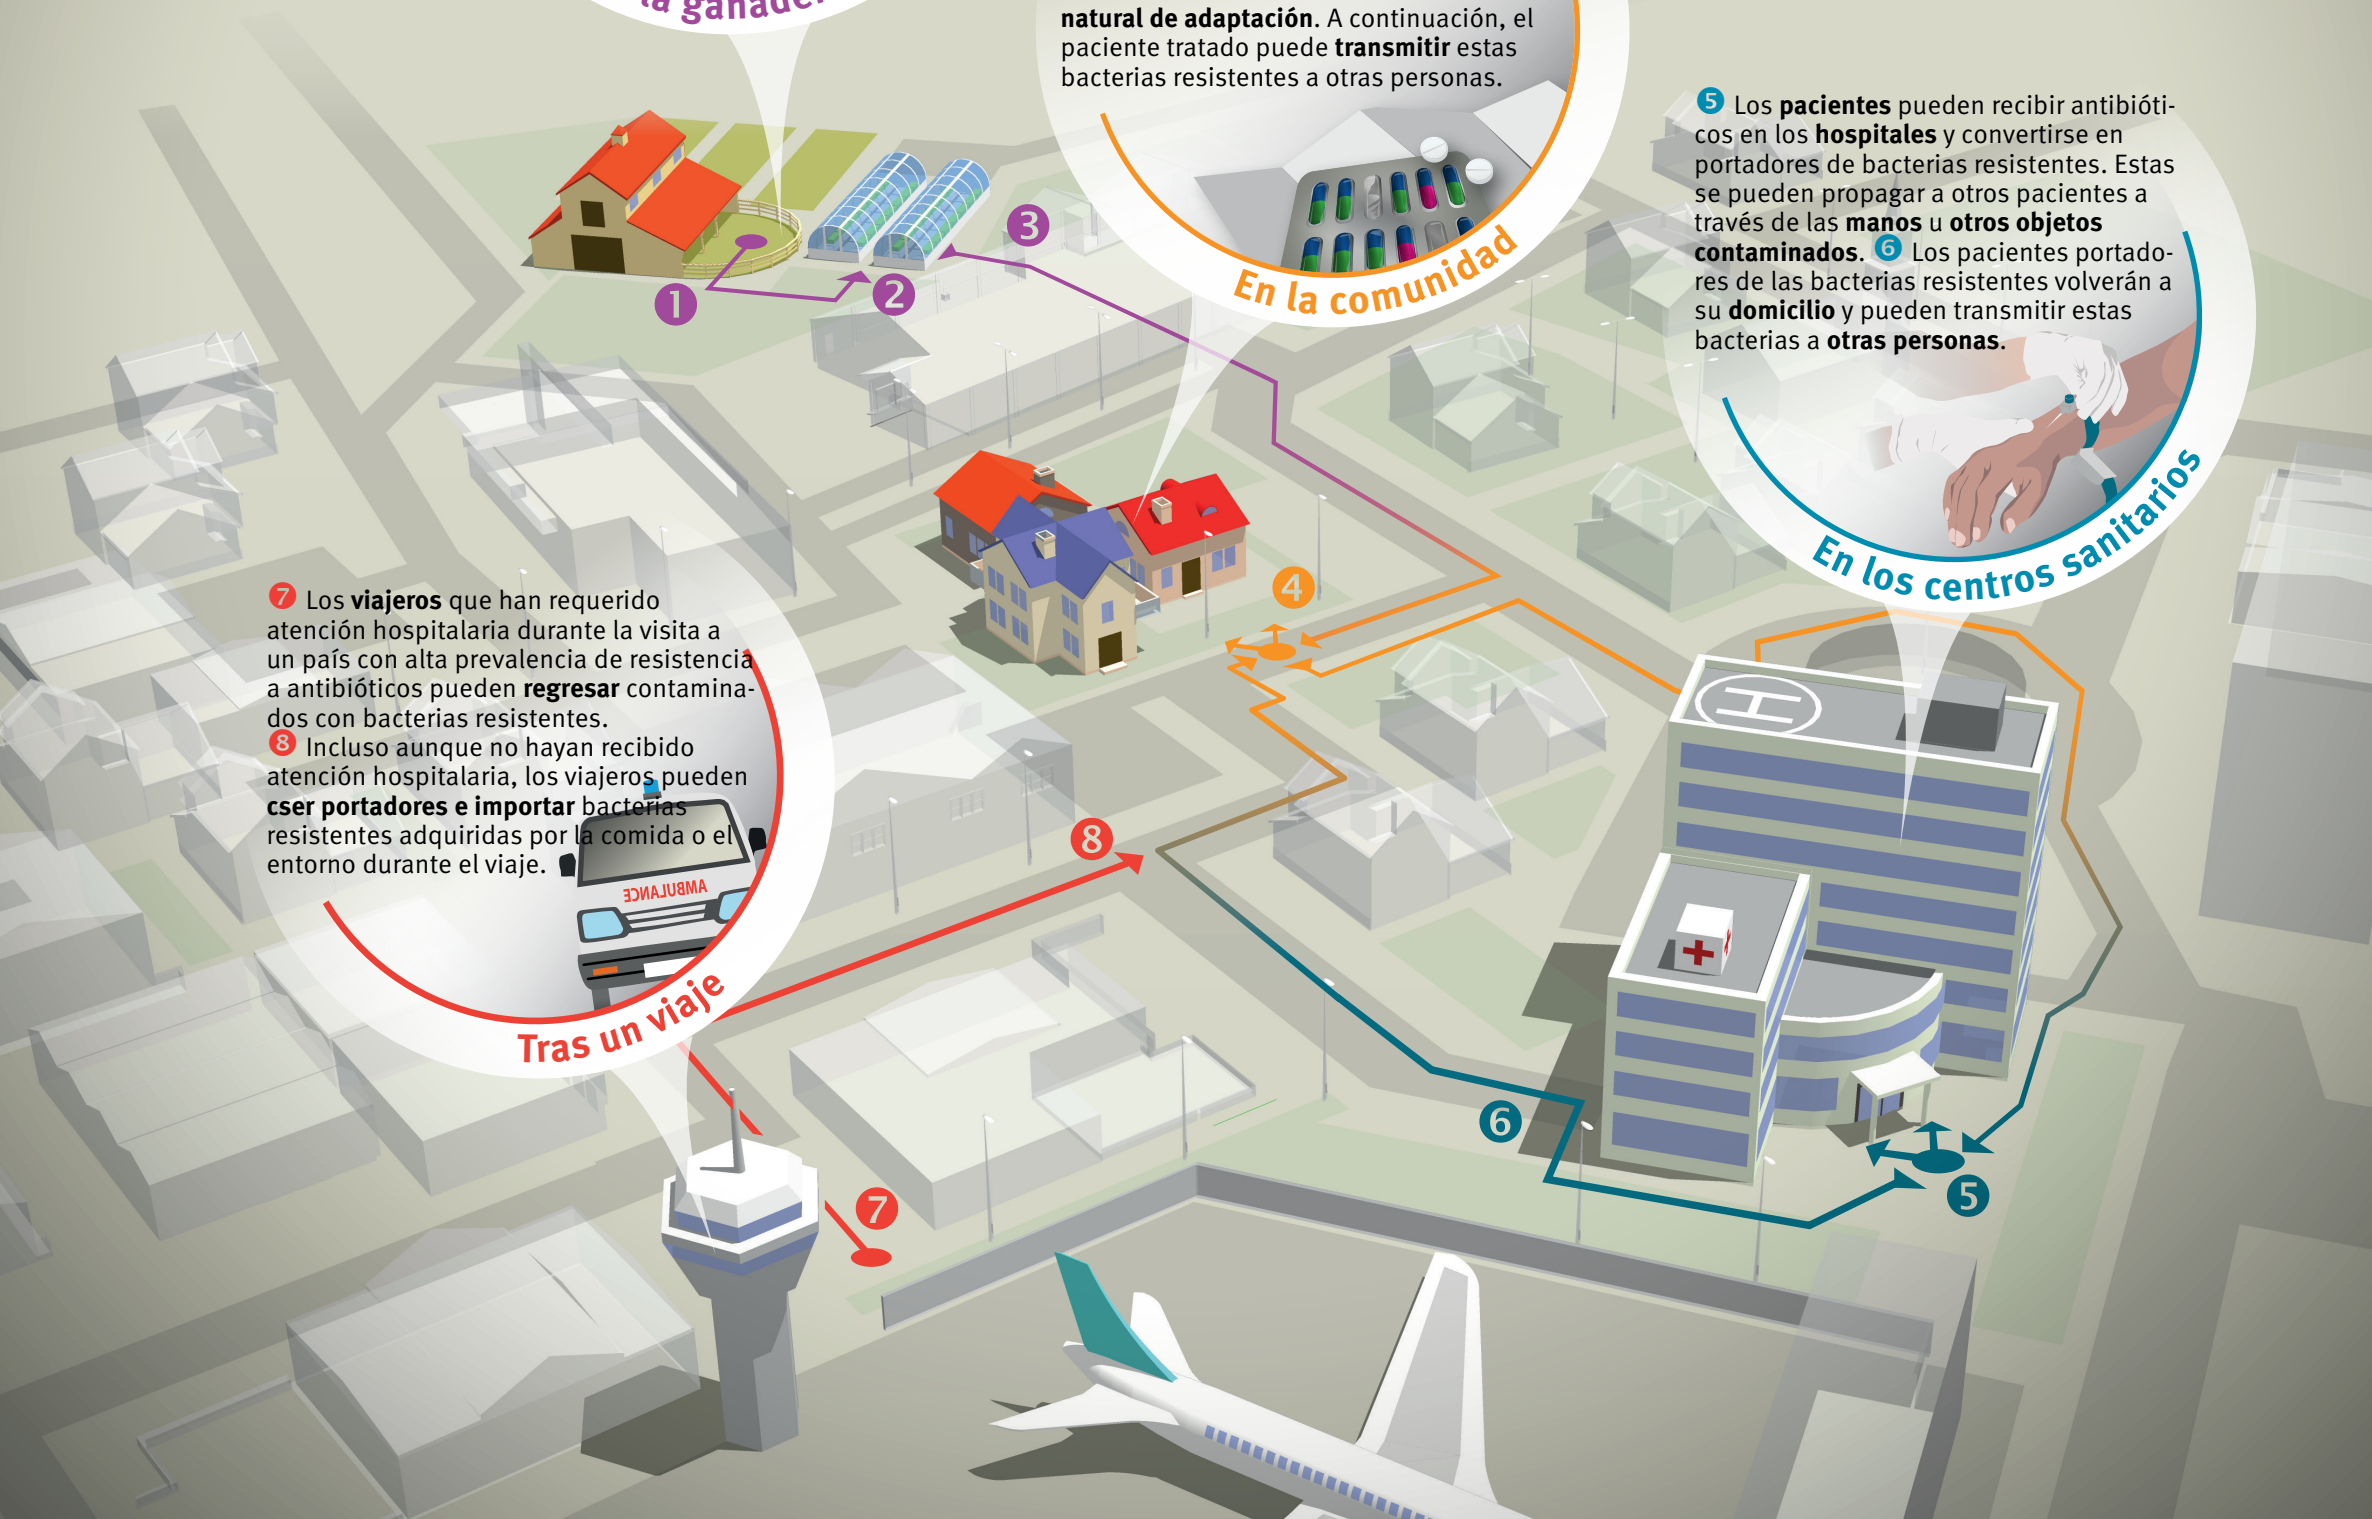 la ganade
natural de adaptación. A continuación, el
paciente tratado puede transmitir estas
bacterias resistentes a otras personas.
En la comunidad
5 Los pacientes pueden recibir antibióti-
cos en los hospitales y convertirse en
portadores de bacterias resistentes. Estas
se pueden propagar a otros pacientes a
través de las manos u otros objetos
contaminados. 6 Los pacientes portado-
res de las bacterias resistentes volverán a
su domicilio y pueden transmitir estas
bacterias a otras personas.
En los centros sanitarios
1
2
3
4
7 Los viajeros que han requerido
atención hospitalaria durante la visita a
un país con alta prevalencia de resistencia
a antibióticos pueden regresar contamina-
dos con bacterias resistentes.
8 Incluso aunque no hayan recibido
atención hospitalaria, los viajeros pueden
cser portadores e importar bacterias
resistentes adquiridas por la comida o el
entorno durante el viaje.
AMBULANCE
Tras un viaje
8
H
6
5
7